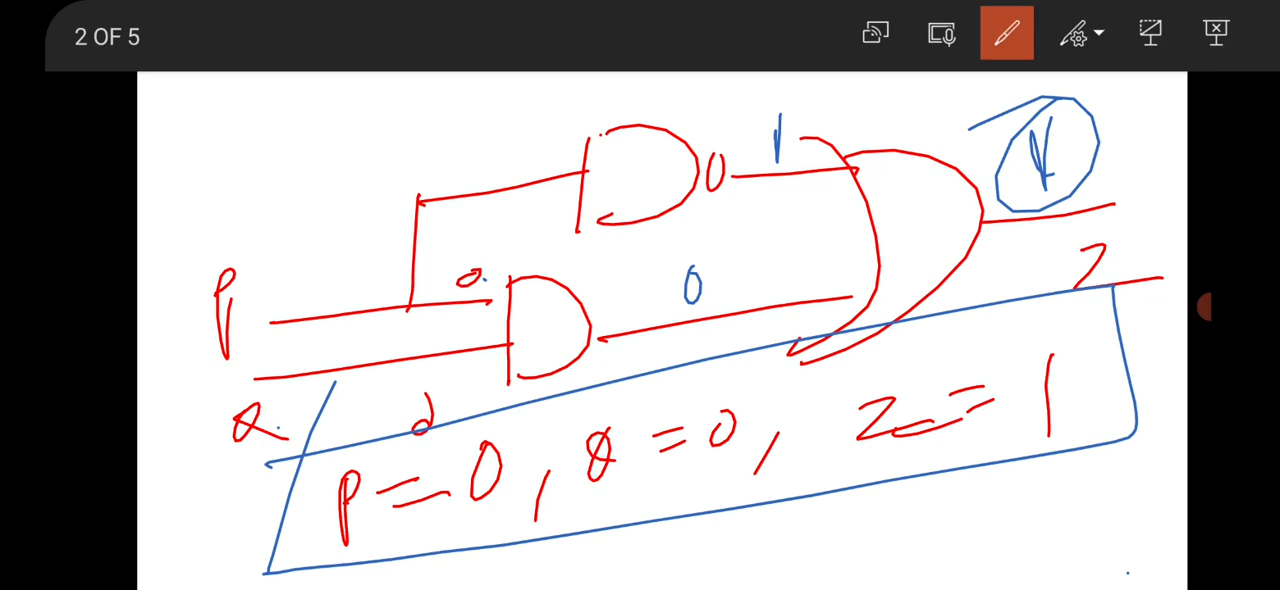 2 OF 5
1
1
P
0
0
Z
Q
0
P = 0, Q = 0, Z = 1